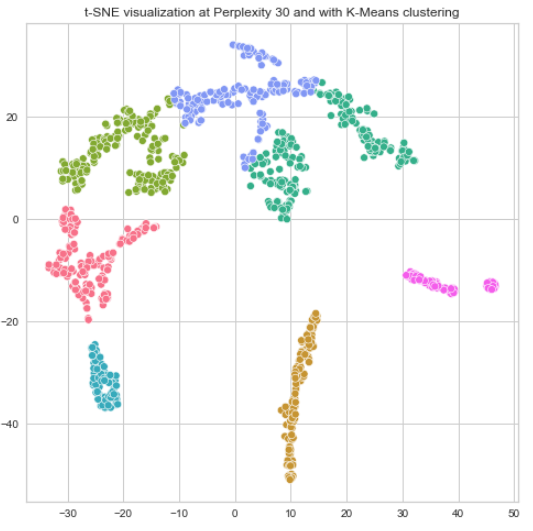 t-SNE visualization at Perplexity 30 and with K-Means clustering
20
0
−20
−40
−30 −20 −10 0 10 20 30 40 50